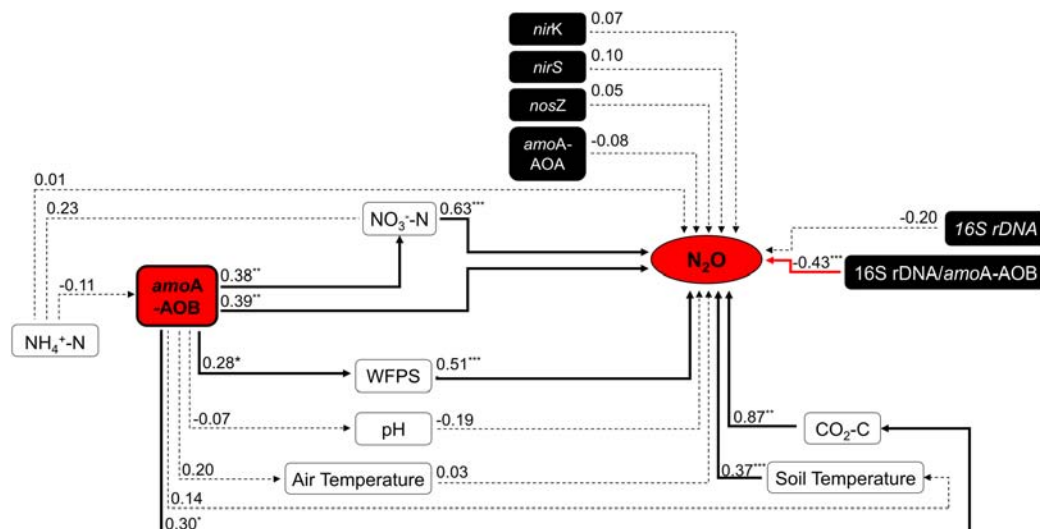 nirK 0.07
nirS 0.10
nosZ 0.05
amoA-
AOA -0.08
0.01
0.23
NO₃⁻-N 0.63***
-0.20 16S rDNA
N₂O
-0.43*** 16S rDNA/amoA-AOB
amoA
-AOB
0.38**
0.39**
-0.11
NH₄⁺-N
0.28* WFPS 0.51***
-0.07 pH -0.19
0.87** CO₂-C
0.20 Air Temperature 0.03
0.37*** Soil Temperature
0.14
0.30*